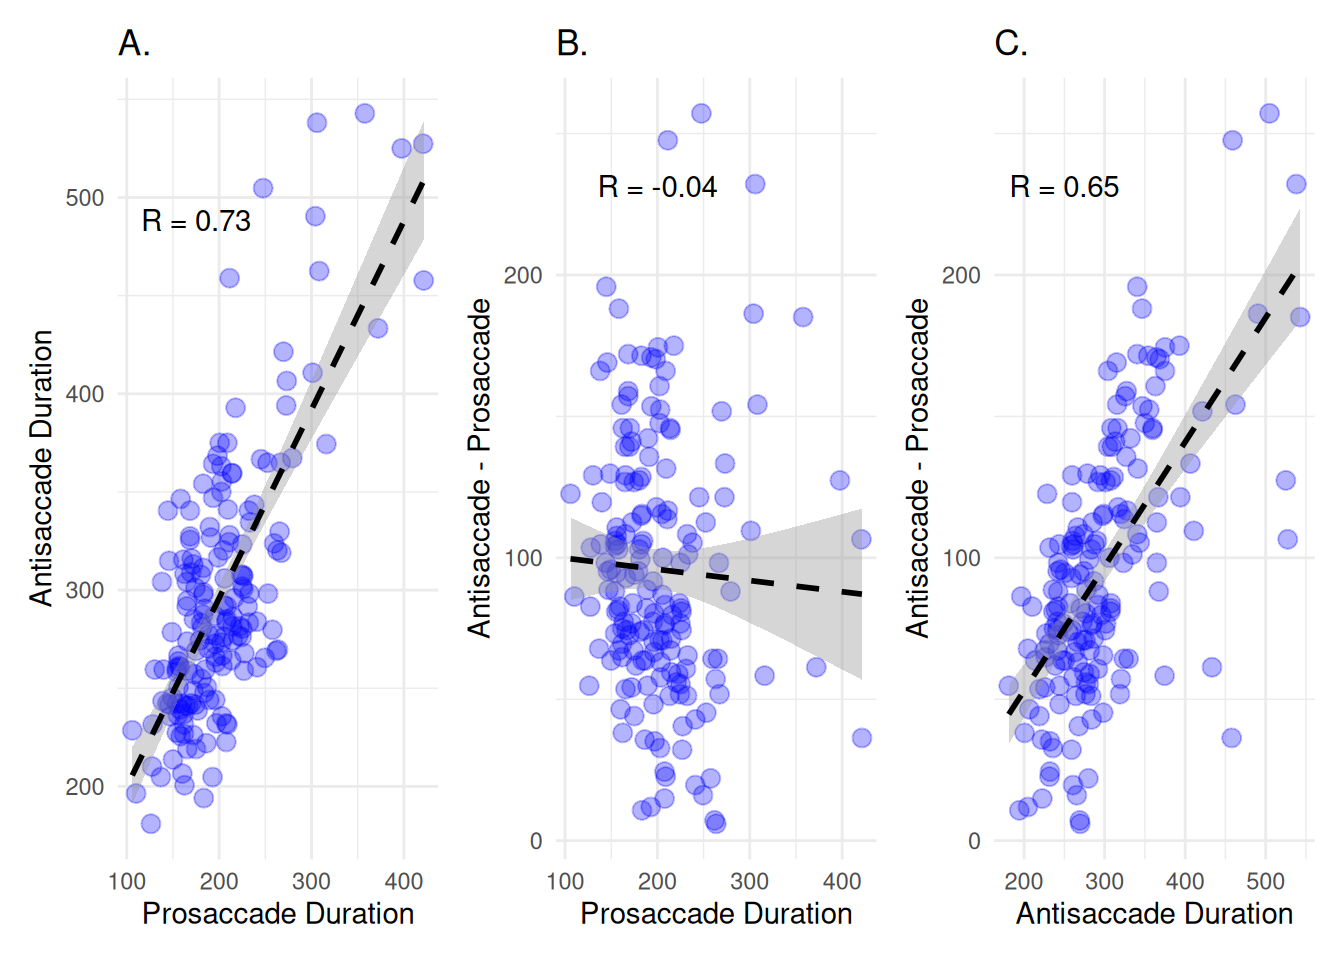 A.
R = 0.73
500
400
300
200
100 200 300 400
Prosaccade Duration
Antisaccade Duration
B.
R = -0.04
200
100
0
100 200 300 400
Prosaccade Duration
Antisaccade - Prosaccade
C.
R = 0.65
200
100
0
200 300 400 500
Antisaccade Duration
Antisaccade - Prosaccade